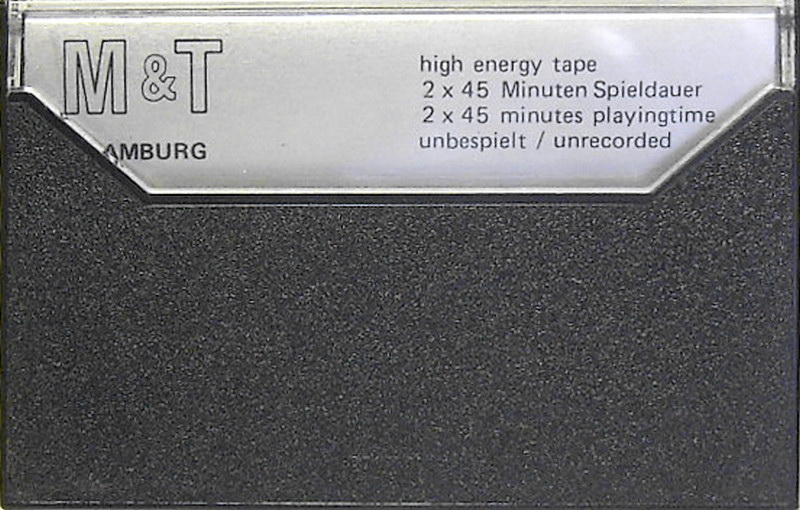 M&T
AMBURG
high energy tape
2 x 45 Minuten Spieldauer
2 x 45 minutes playingtime
unbespielt / unrecorded